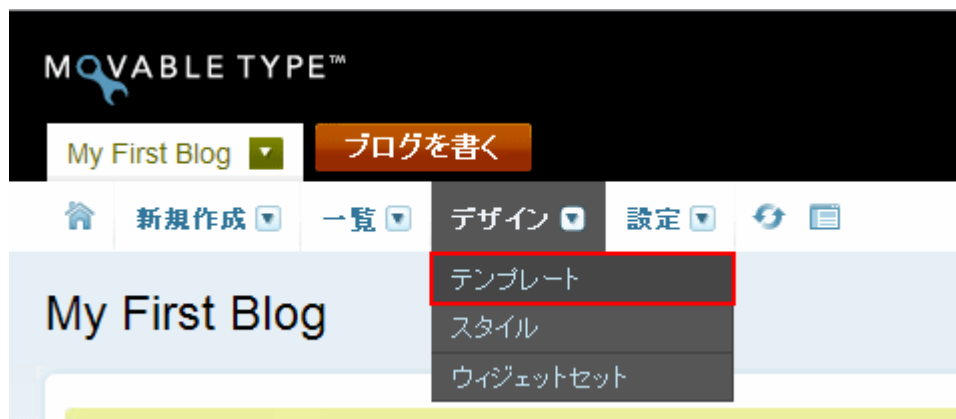 MOVABLE TYPE™
My First Blog ブログを書く
新規作成 一覧 デザイン 設定
テンプレート
My First Blog
スタイル
ウィジェットセット